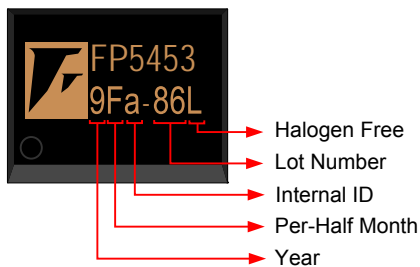 FP5453
9Fa-86L
Halogen Free
Lot Number
Internal ID
Per-Half Month
Year